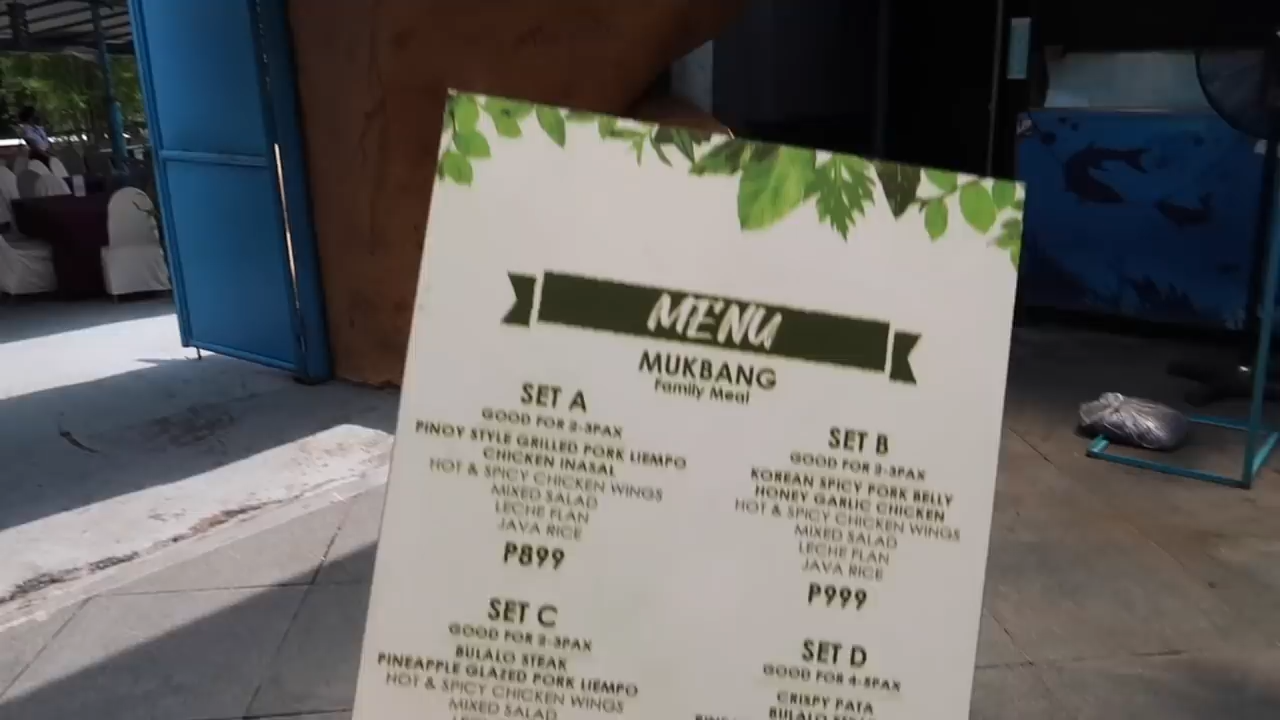 MENU
MUKBANG
Family Meal
SET A
GOOD FOR 2-3PAX
PINOY STYLE GRILLED PORK LIEMPO
CHICKEN INASAL
HOT & SPICY CHICKEN WINGS
MIXED SALAD
LECHE FLAN
JAVA RICE
P899
SET B
GOOD FOR 2-3PAX
KOREAN SPICY PORK BELLY
HONEY GARLIC CHICKEN
HOT & SPICY CHICKEN WINGS
MIXED SALAD
LECHE FLAN
JAVA RICE
P999
SET C
GOOD FOR 2-3PAX
BULALO STEAK
PINEAPPLE GLAZED PORK LIEMPO
HOT & SPICY CHICKEN WINGS
MIXED SALAD
SET D
GOOD FOR 4-5PAX
CRISPY PATA